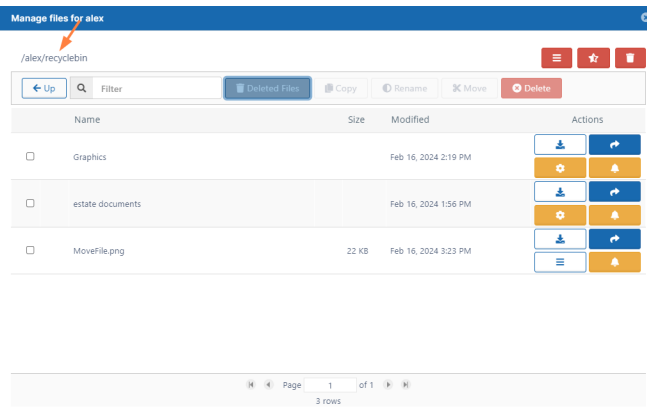 Manage files for alex
/alex/recyclebin
Up Filter Deleted Files Copy Rename Move Delete
Name Size Modified Actions
Graphics Feb 16, 2024 2:19 PM
estate documents Feb 16, 2024 1:56 PM
MoveFile.png 22 KB Feb 16, 2024 3:23 PM
Page 1 of 1
3 rows